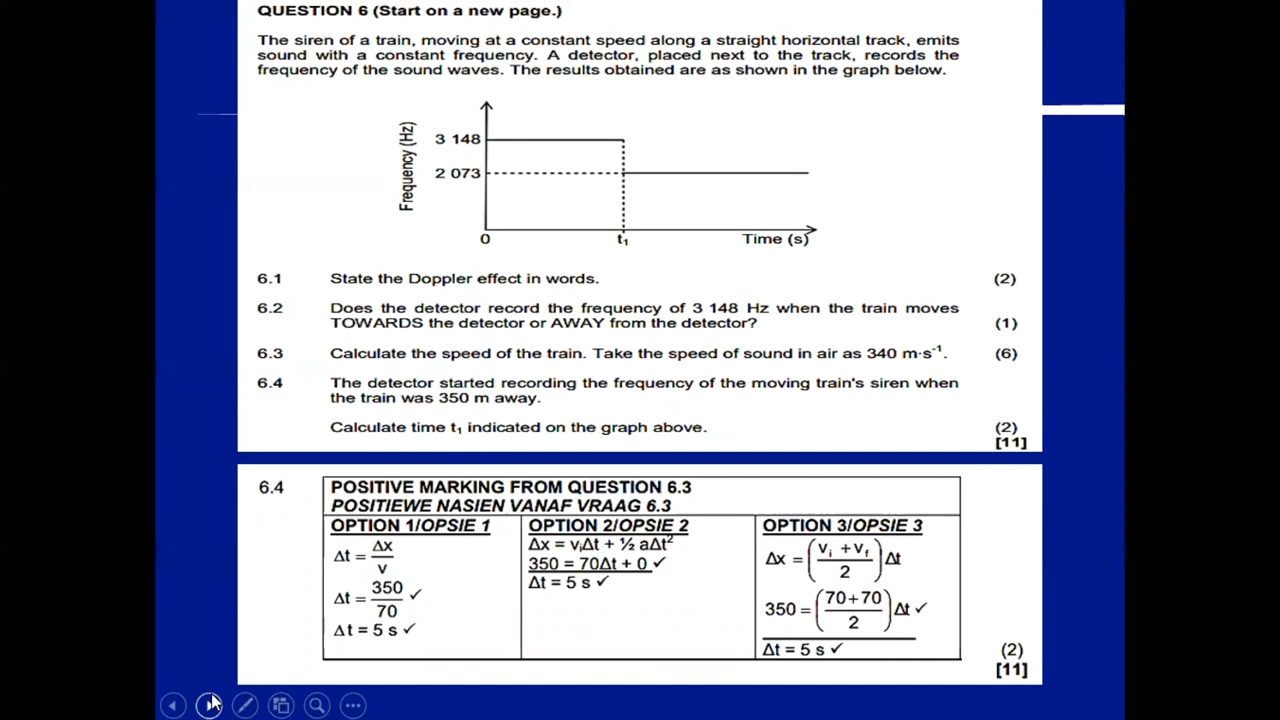 QUESTION 6 (Start on a new page.)
The siren of a train, moving at a constant speed along a straight horizontal track, emits
sound with a constant frequency. A detector, placed next to the track, records the
frequency of the sound waves. The results obtained are as shown in the graph below.
Frequency (Hz)
3 148
2 073
0
t₁
Time (s)
6.1 State the Doppler effect in words. (2)
6.2 Does the detector record the frequency of 3 148 Hz when the train moves
TOWARDS the detector or AWAY from the detector? (1)
6.3 Calculate the speed of the train. Take the speed of sound in air as 340 m·s⁻¹. (6)
6.4 The detector started recording the frequency of the moving train's siren when
the train was 350 m away.
Calculate time t₁ indicated on the graph above. (2)
[11]
6.4 POSITIVE MARKING FROM QUESTION 6.3
POSITIEWE NASIEN VANAF VRAAG 6.3
OPTION 1/OPSIE 1
Δt = Δx/v
Δt = 350/70 ✓
Δt = 5 s ✓
OPTION 2/OPSIE 2
Δx = vᵢΔt + ½ aΔt²
350 = 70Δt + 0 ✓
Δt = 5 s ✓
OPTION 3/OPSIE 3
Δx = ((vᵢ + v_f)/2) Δt
350 = ((70+70)/2) Δt ✓
Δt = 5 s ✓
(2)
[11]